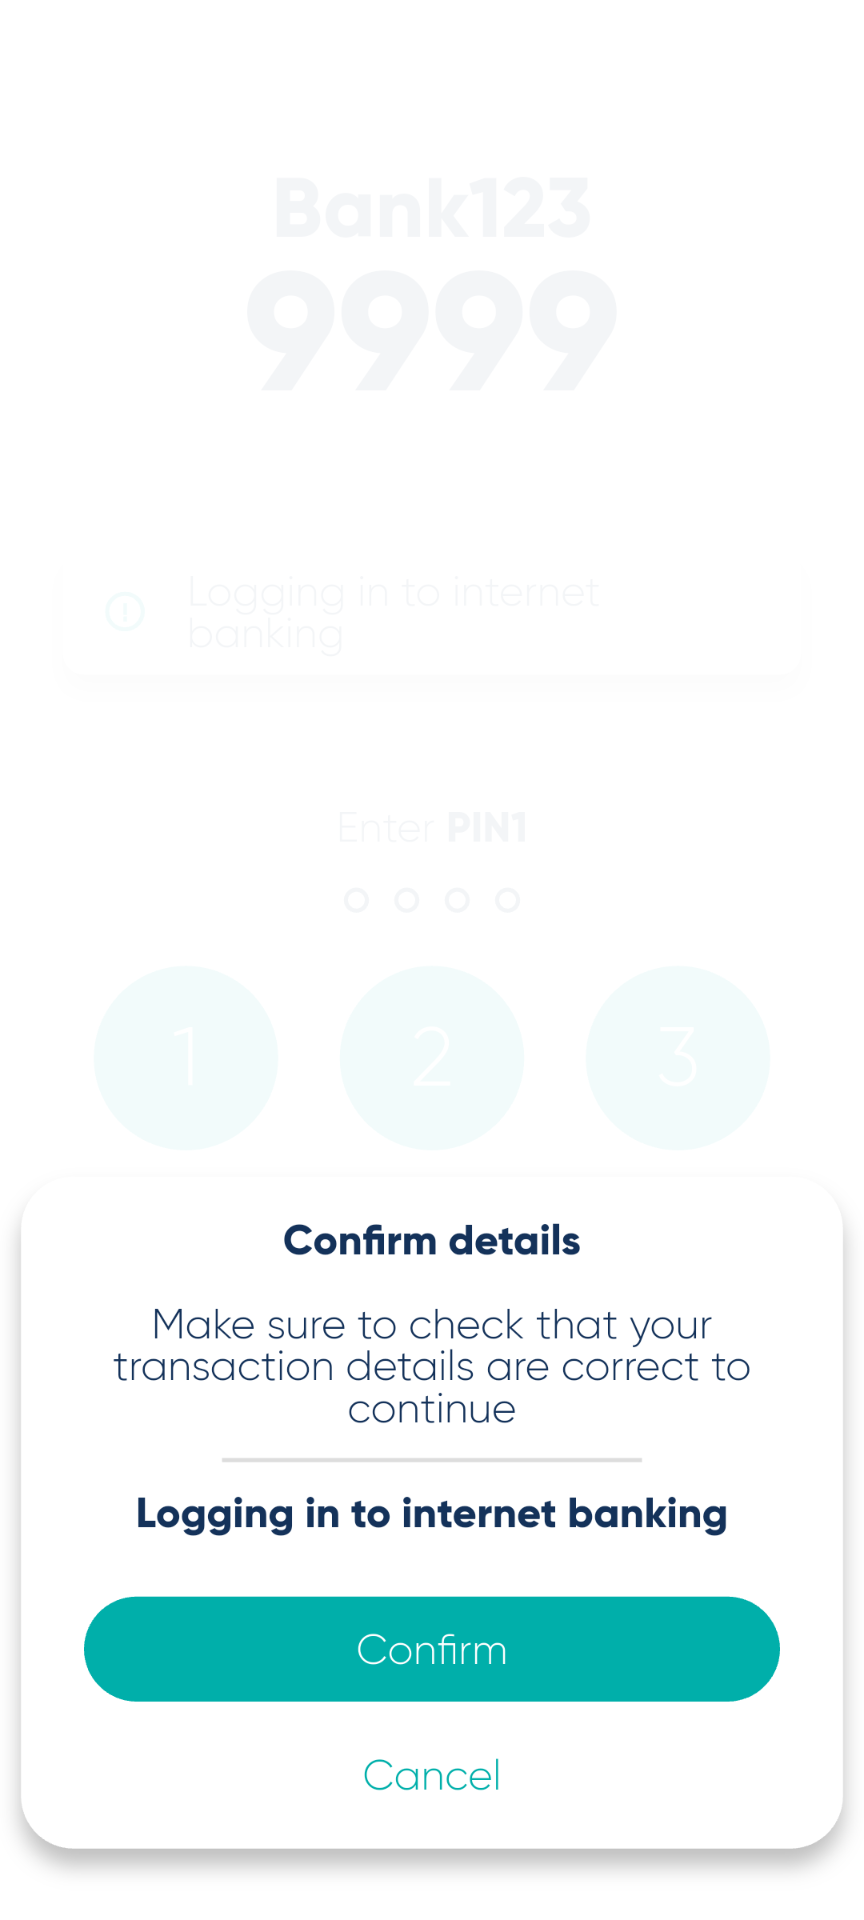 Bank123
9999
Logging in to internet
banking
Enter PIN1
1 2 3
Confirm details
Make sure to check that your
transaction details are correct to
continue
Logging in to internet banking
Confirm
Cancel